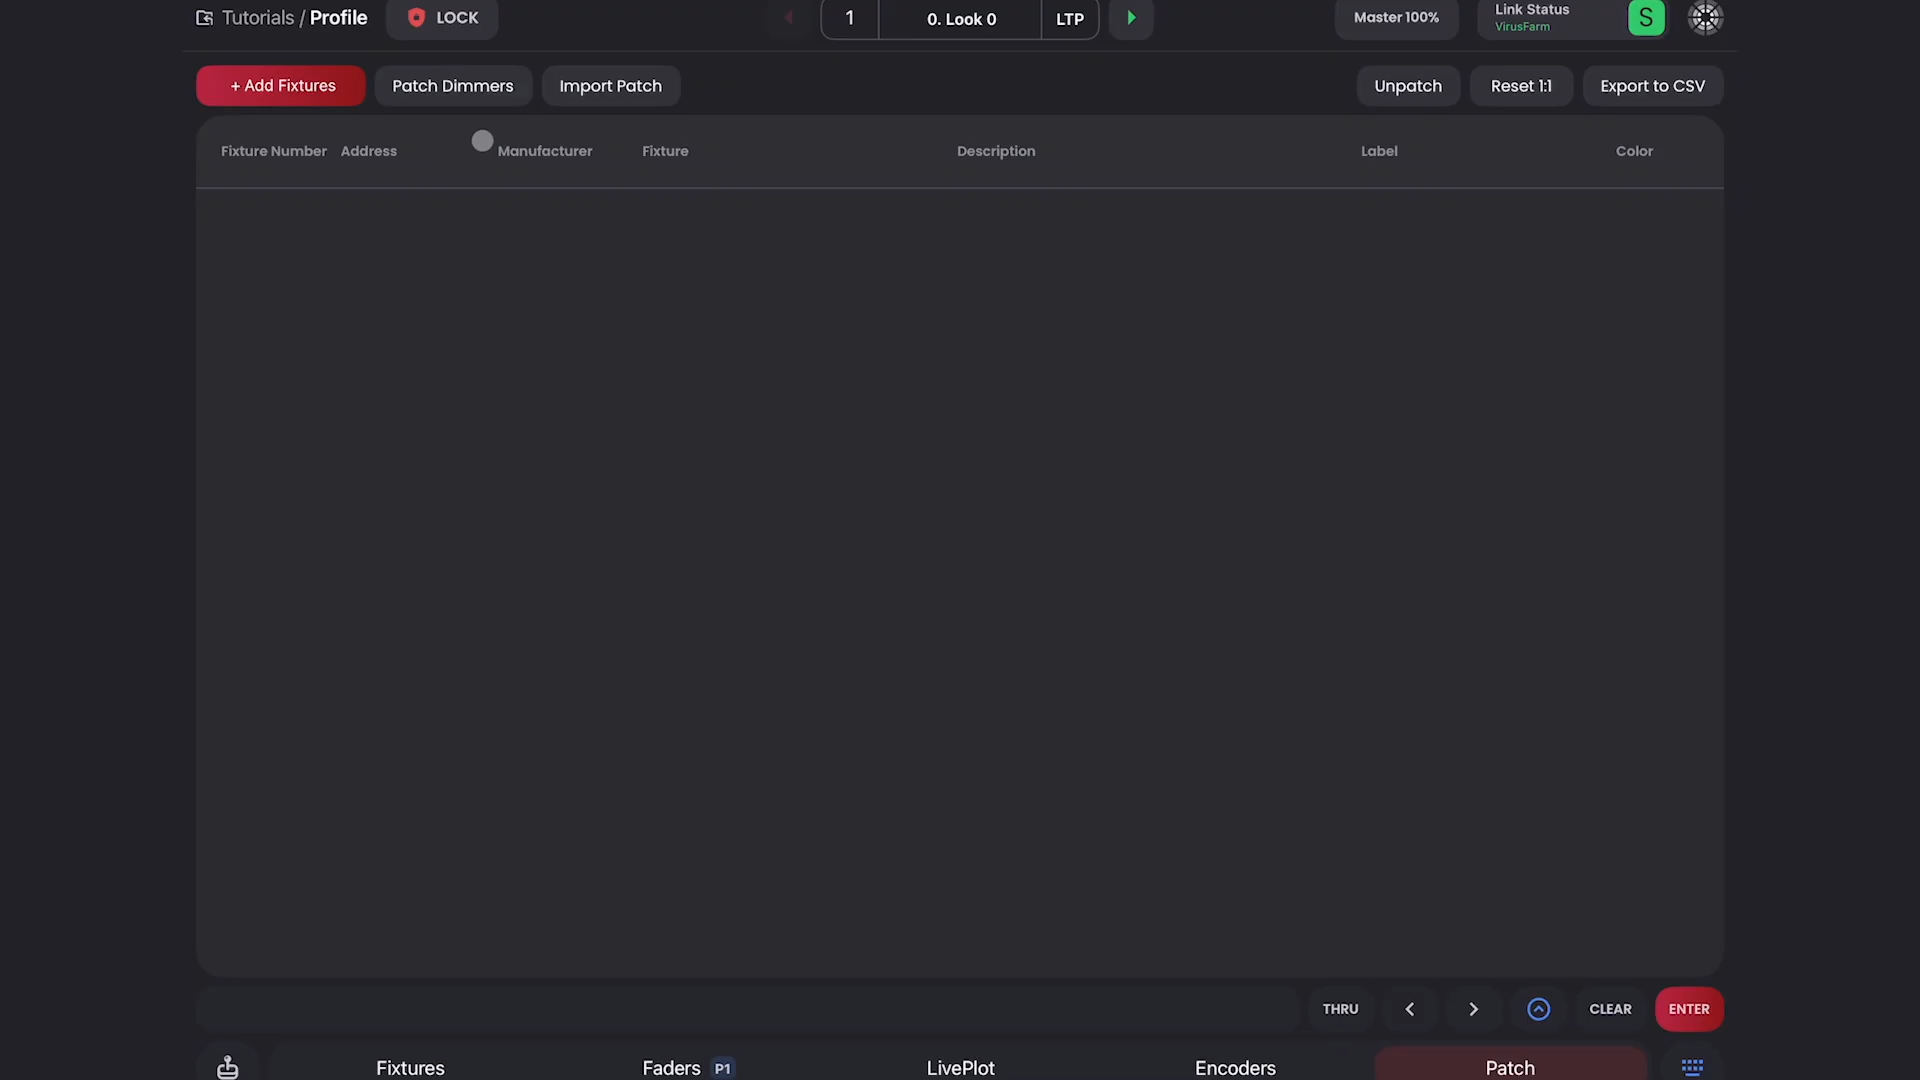 Tutorials / Profile LOCK 1 0. Look 0 LTP Master 100% Link Status S
VirusFarm
+ Add Fixtures Patch Dimmers Import Patch Unpatch Reset 1:1 Export to CSV
Fixture Number Address Manufacturer Fixture Description Label Color
THRU CLEAR ENTER
Fixtures Faders P1 LivePlot Encoders Patch